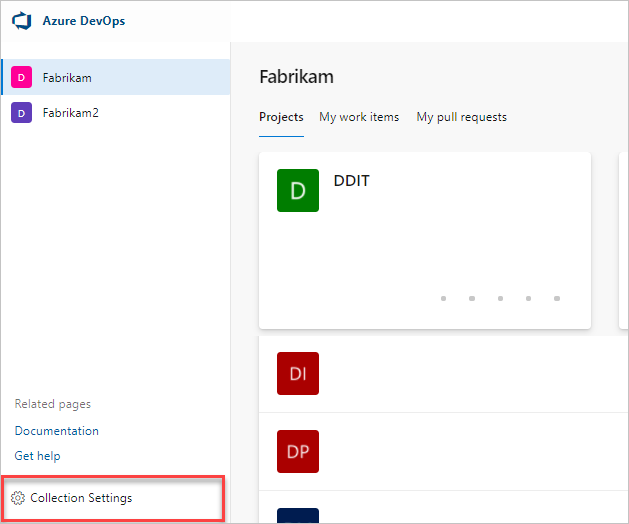 Azure DevOps
D Fabrikam
D Fabrikam2
Related pages
Documentation
Get help
Collection Settings
Fabrikam
Projects My work items My pull requests
D DDIT
DI
DP